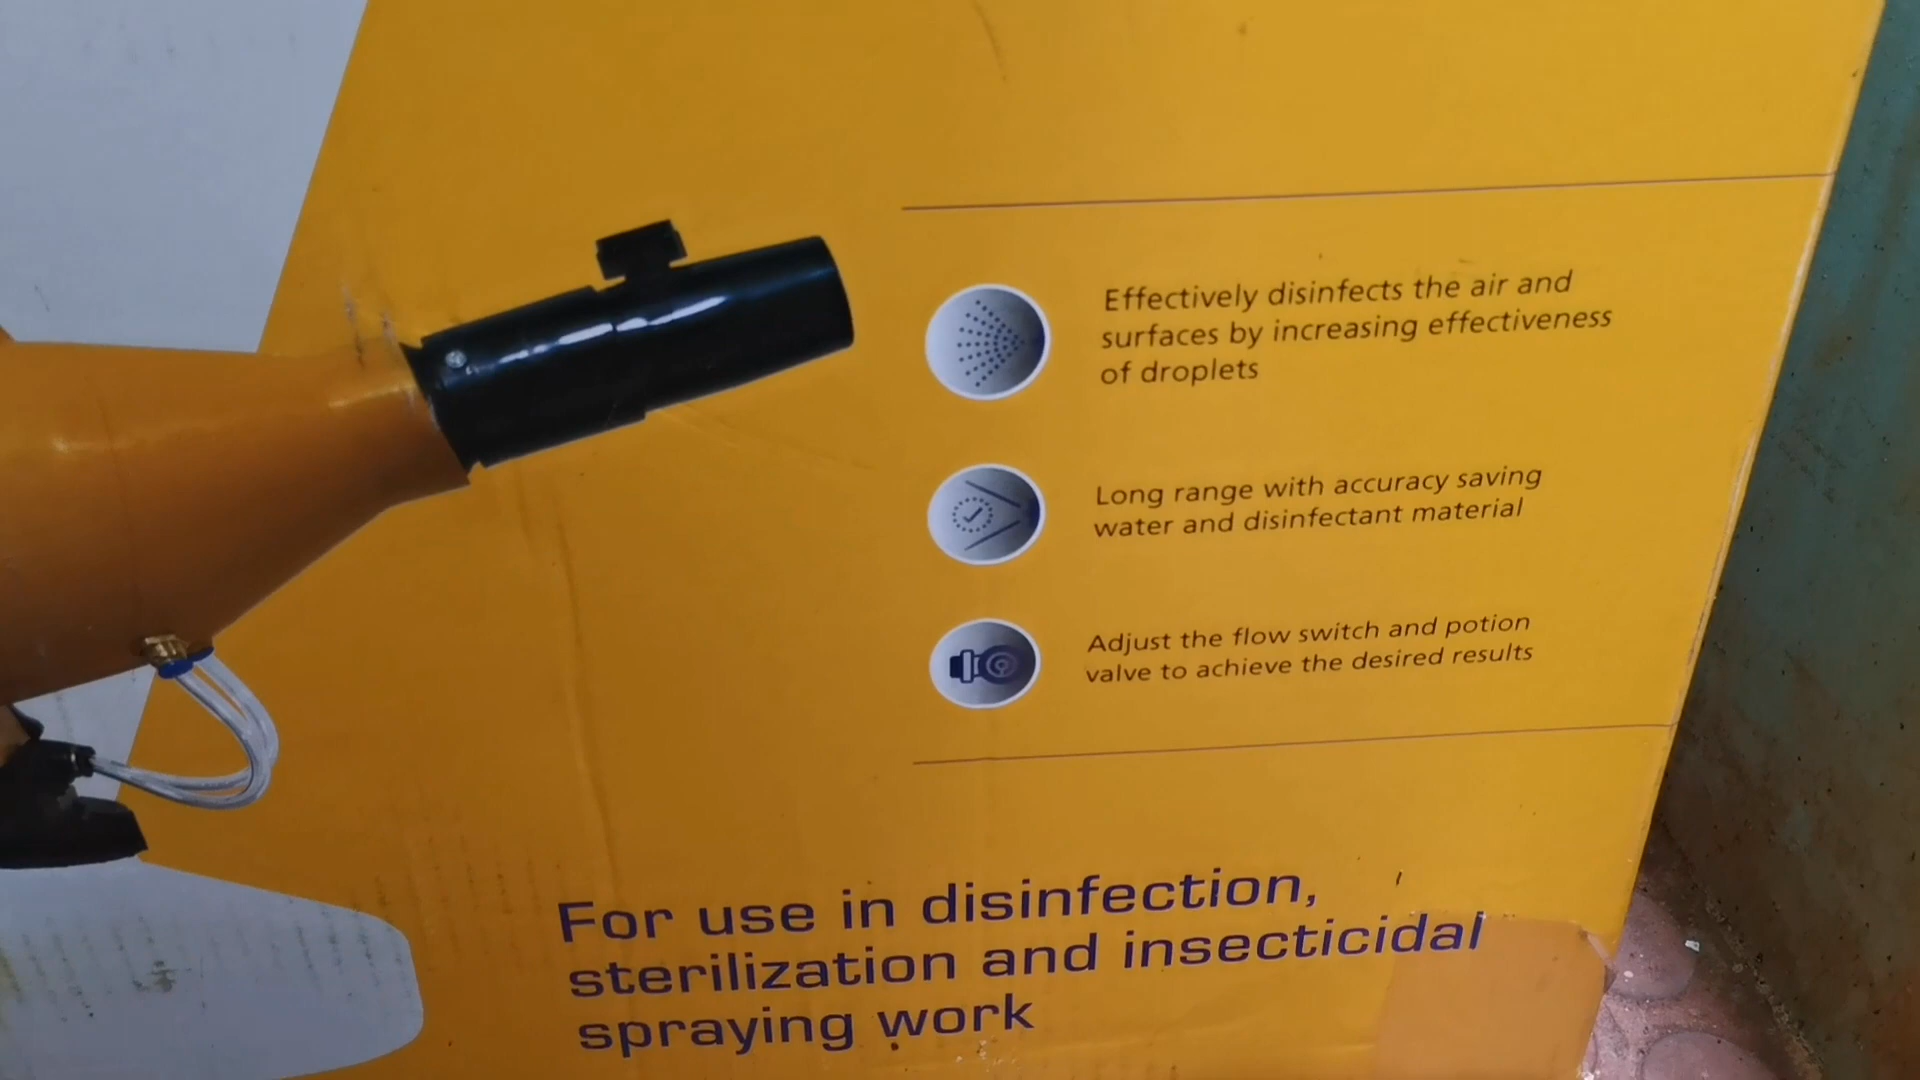 Effectively disinfects the air and
surfaces by increasing effectiveness
of droplets
Long range with accuracy saving
water and disinfectant material
Adjust the flow switch and potion
valve to achieve the desired results
For use in disinfection,
sterilization and insecticidal
spraying work